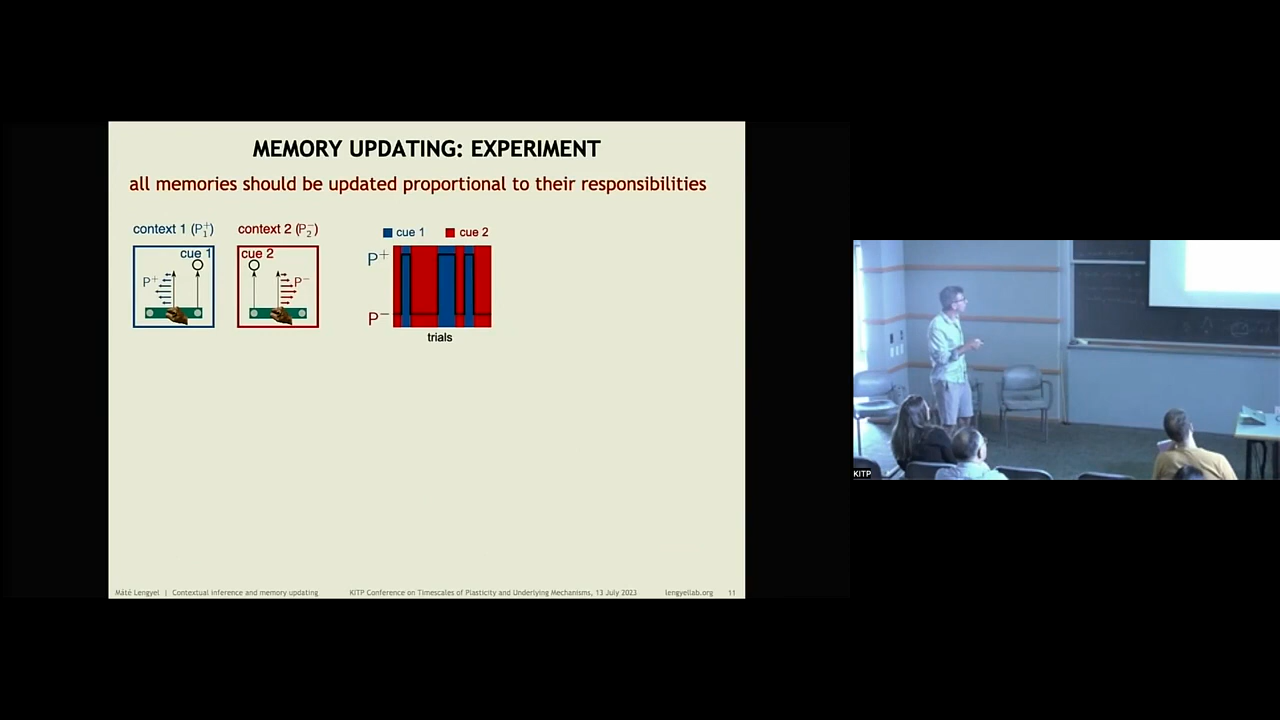 MEMORY UPDATING: EXPERIMENT
all memories should be updated proportional to their responsibilities
context 1 (P₁⁺) context 2 (P₂⁻)
cue 1 cue 2
cue 1 cue 2
P⁺ P⁻
P⁺
P⁻
trials
Máté Lengyel | Contextual inference and memory updating KITP Conference on Timescales of Plasticity and Underlying Mechanisms, 13 July 2023 lengyellab.org 11
KITP